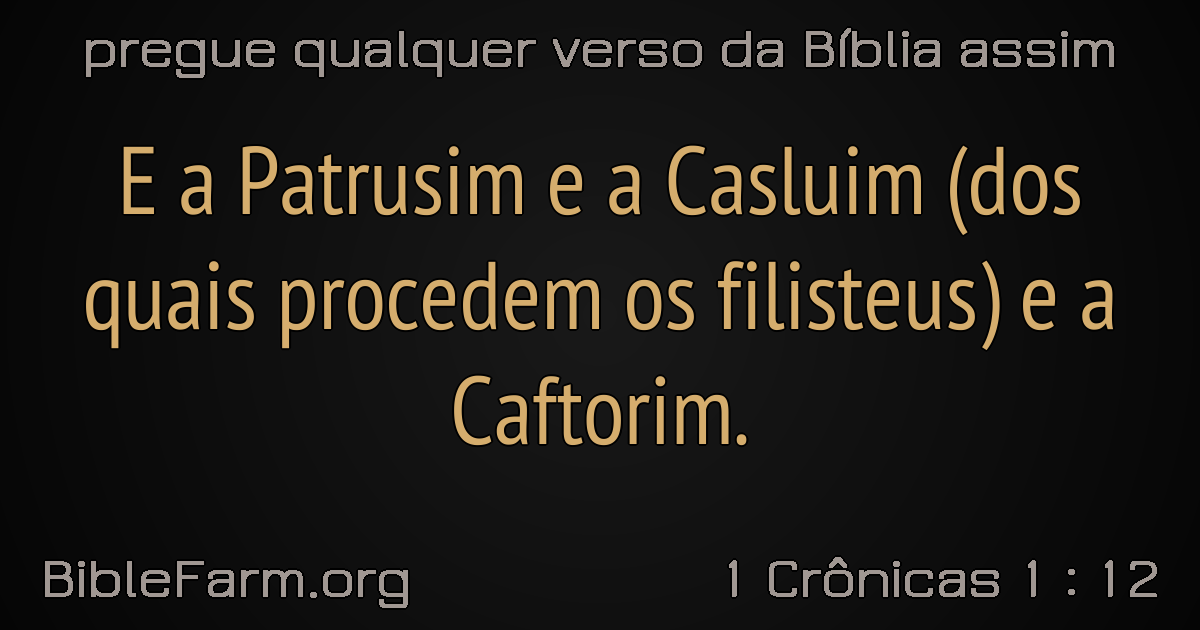 pregue qualquer verso da Bíblia assim
E a Patrusim e a Casluim (dos
quais procedem os filisteus) e a
Caftorim.
BibleFarm.org
1 Crônicas 1 : 12